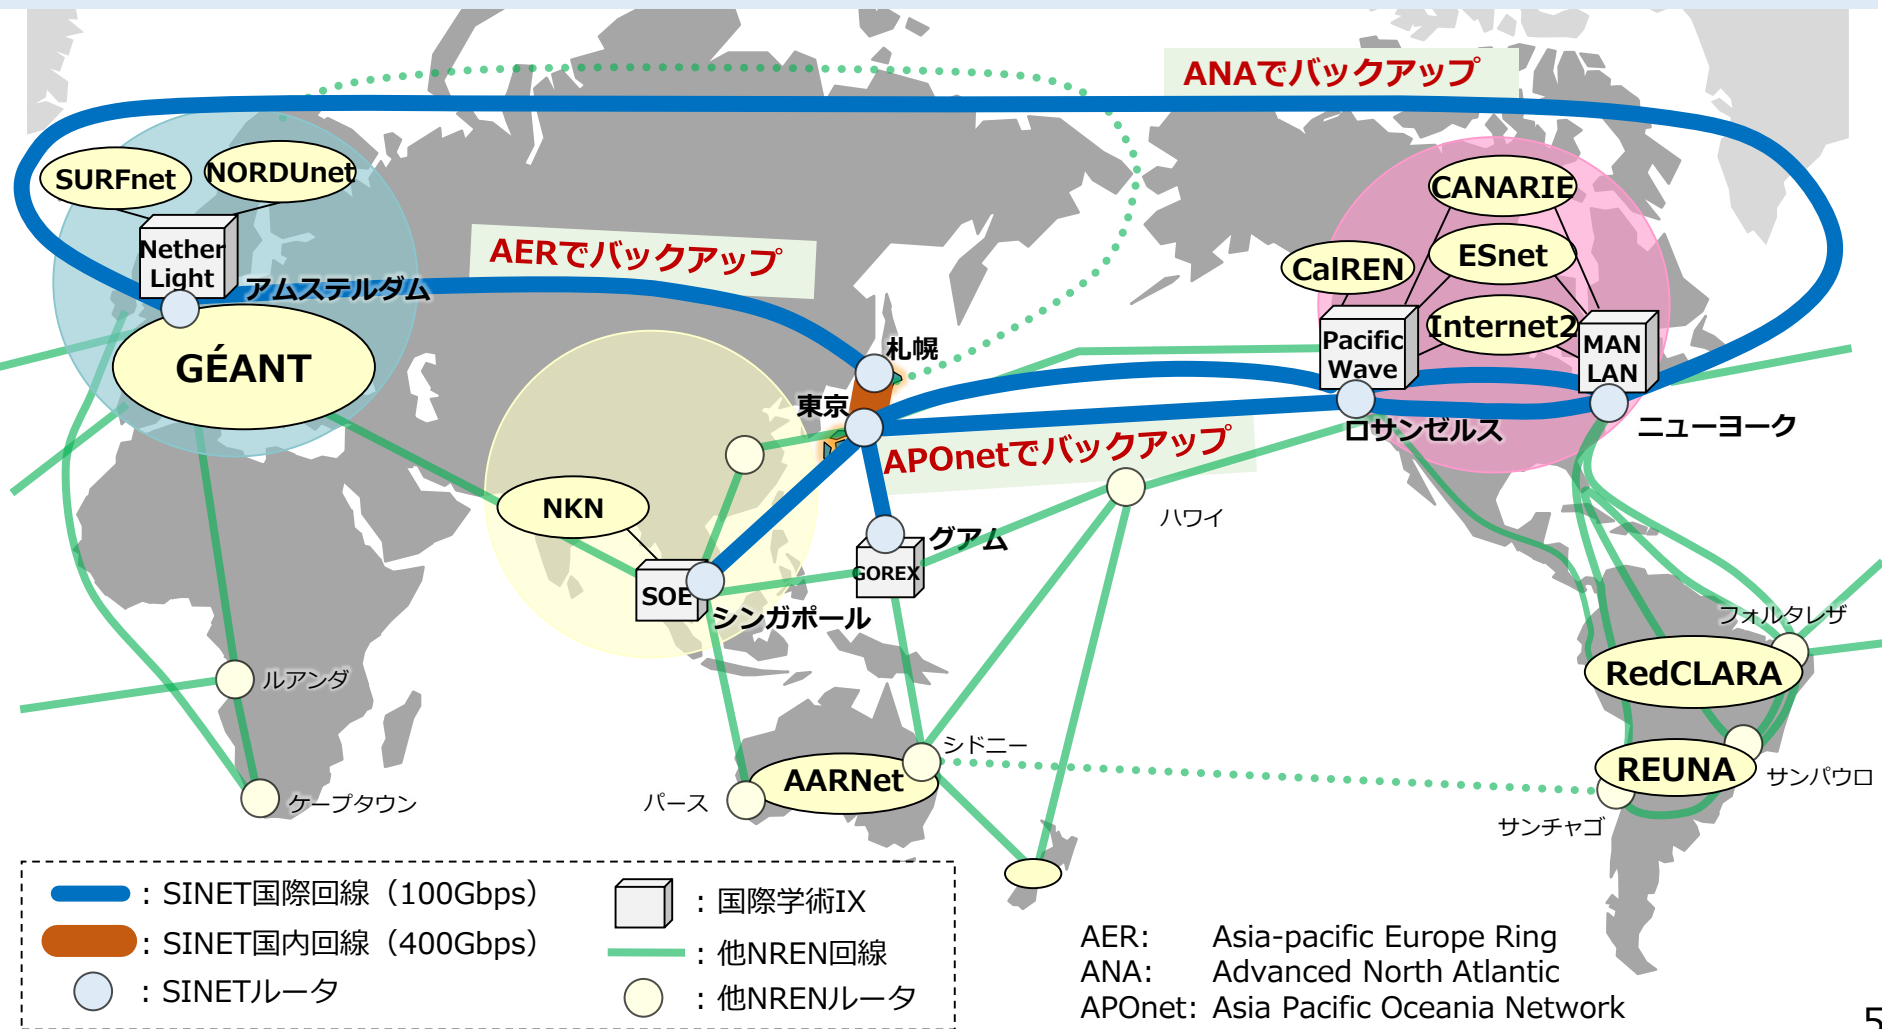 ANAでバックアップ
SURFnet
NORDUnet
CANARIE
Nether
Light
AERでバックアップ
CalREN
ESnet
アムステルダム
Internet2
Pacific
Wave
MAN
LAN
GÉANT
札幌
東京
ロサンゼルス
ニューヨーク
APOnetでバックアップ
NKN
ハワイ
グアム
GOREX
SOE
シンガポール
フォルタレザ
ルアンダ
RedCLARA
シドニー
AARNet
REUNA
サンパウロ
ケープタウン
パース
サンチャゴ
: SINET国際回線（100Gbps）
: 国際学術IX
: SINET国内回線（400Gbps）
: 他NREN回線
: SINETルータ
: 他NRENルータ
AER: Asia-pacific Europe Ring
ANA: Advanced North Atlantic
APOnet: Asia Pacific Oceania Network
5